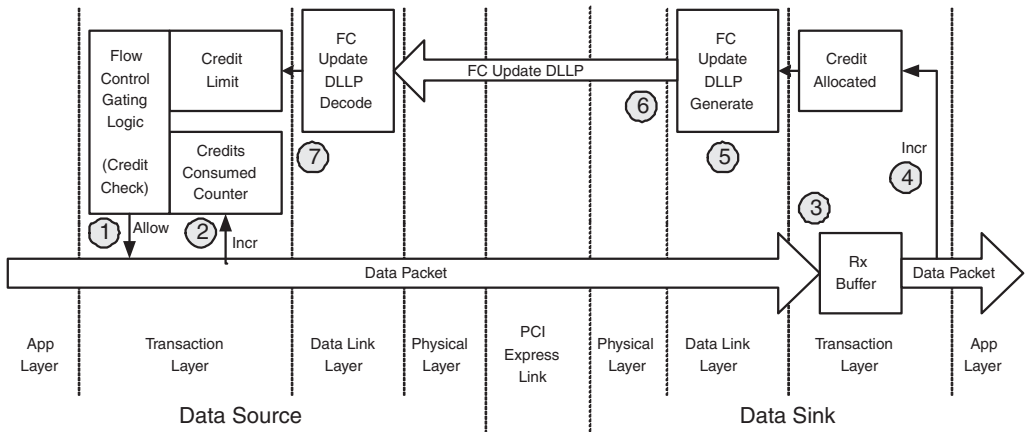 Flow
Control
Gating
Logic
(Credit
Check)
Credit
Limit
Credits
Consumed
Counter
FC
Update
DLLP
Decode
FC Update DLLP
FC
Update
DLLP
Generate
Credit
Allocated
6
7
5
Incr
4
3
1
Allow
2
Incr
Data Packet
Rx
Buffer
Data Packet
App
Layer
Transaction
Layer
Data Link
Layer
Physical
Layer
PCI
Express
Link
Physical
Layer
Data Link
Layer
Transaction
Layer
App
Layer
Data Source
Data Sink